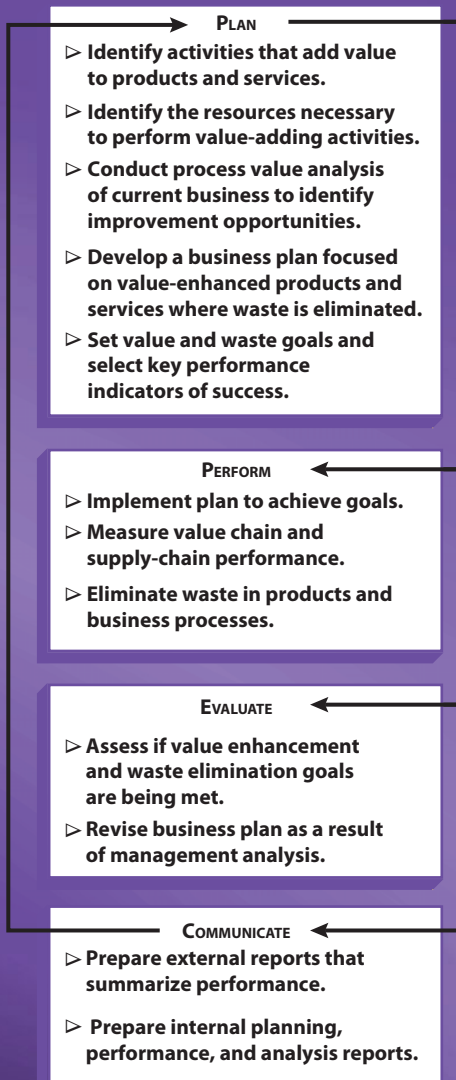 PLAN
▷ Identify activities that add value
to products and services.
▷ Identify the resources necessary
to perform value-adding activities.
▷ Conduct process value analysis
of current business to identify
improvement opportunities.
▷ Develop a business plan focused
on value-enhanced products and
services where waste is eliminated.
▷ Set value and waste goals and
select key performance
indicators of success.
PERFORM
▷ Implement plan to achieve goals.
▷ Measure value chain and
supply-chain performance.
▷ Eliminate waste in products and
business processes.
EVALUATE
▷ Assess if value enhancement
and waste elimination goals
are being met.
▷ Revise business plan as a result
of management analysis.
COMMUNICATE
▷ Prepare external reports that
summarize performance.
▷ Prepare internal planning,
performance, and analysis reports.